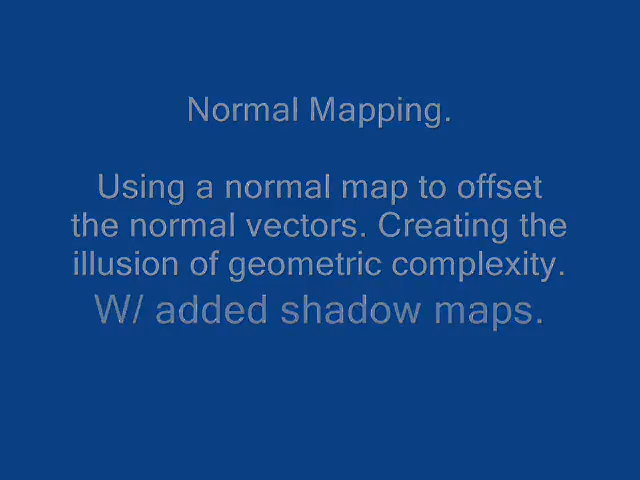 Normal Mapping.
Using a normal map to offset
the normal vectors. Creating the
illusion of geometric complexity.
W/ added shadow maps.